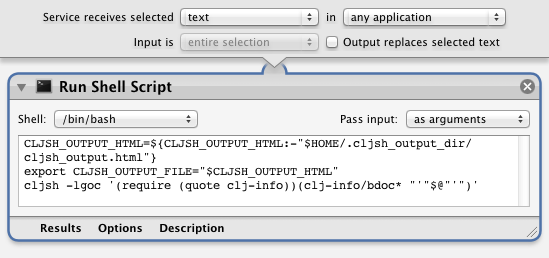 Service receives selected text in any application
Input is entire selection Output replaces selected text
Run Shell Script
Shell: /bin/bash Pass input: as arguments
CLJSH_OUTPUT_HTML=${CLJSH_OUTPUT_HTML:-"$HOME/.cljsh_output_dir/
cljsh_output.html"}
export CLJSH_OUTPUT_FILE="$CLJSH_OUTPUT_HTML"
cljsh -lgoc '(require (quote clj-info))(clj-info/bdoc* "'"$@"'")'
Results Options Description